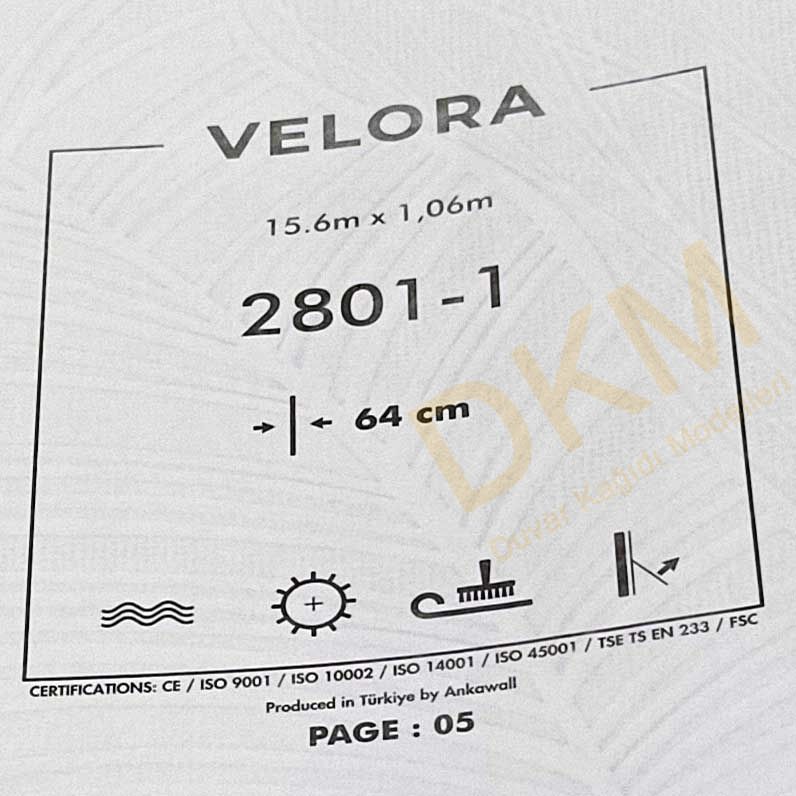 VELORA
15.6m x 1,06m
2801-1
64 cm
DKM
Duvar Kağıdı Modelleri
CERTIFICATIONS: CE / ISO 9001 / ISO 10002 / ISO 14001 / ISO 45001 / TSE TS EN 233 / FSC
Produced in Türkiye by Ankawall
PAGE : 05